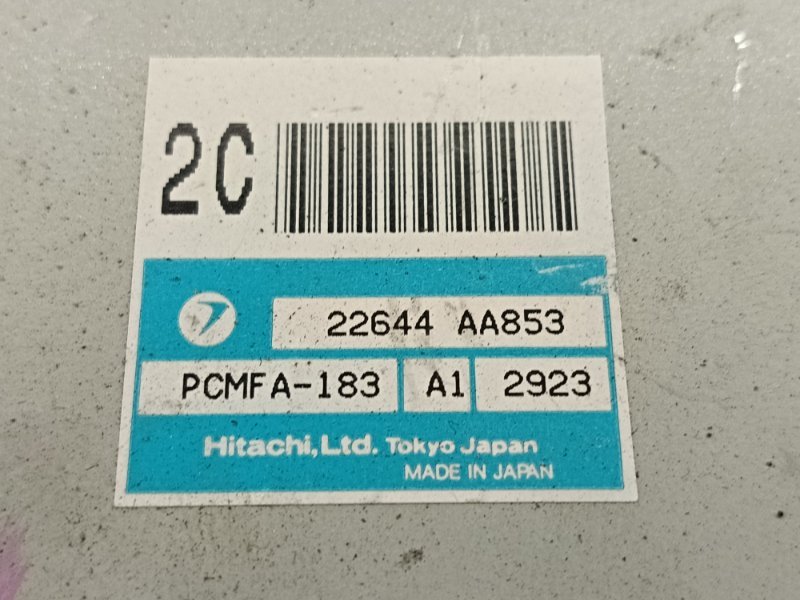 2C
22644 AA853
PCMFA-183 A1 2923
Hitachi,Ltd. Tokyo Japan
MADE IN JAPAN